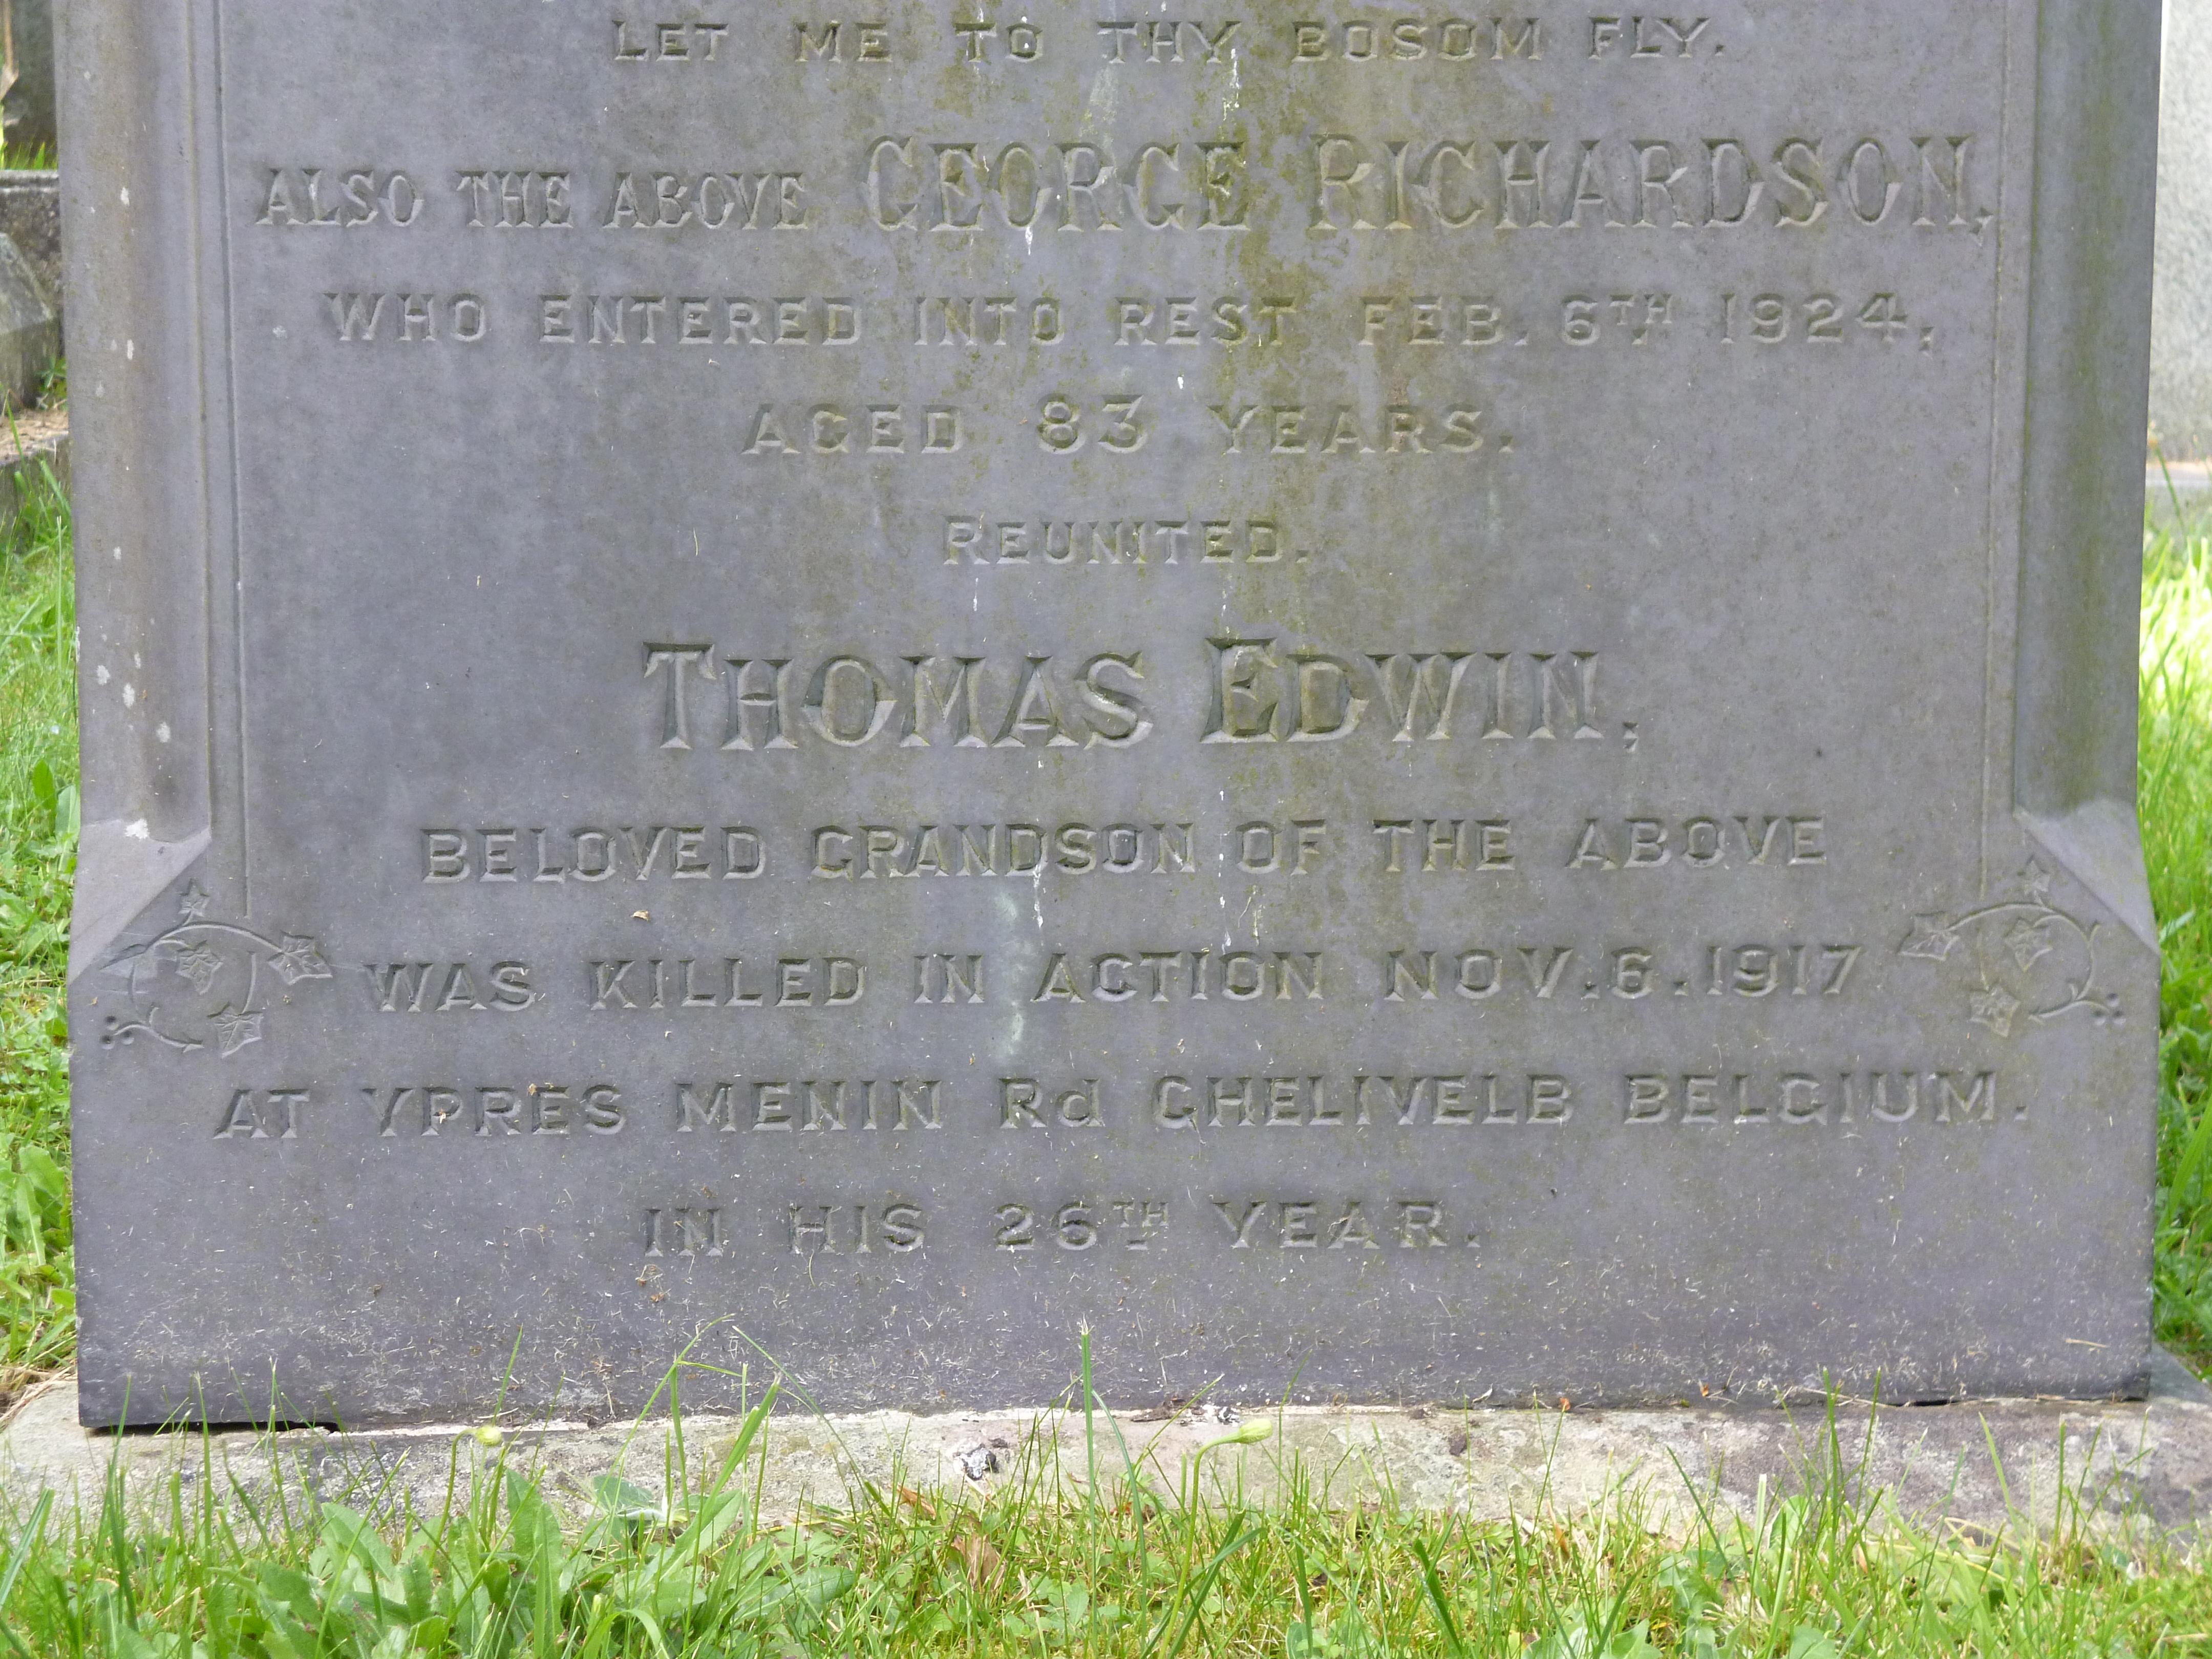 LET ME TO THY BOSOM FLY.
ALSO THE ABOVE GEORGE RICHARDSON,
WHO ENTERED INTO REST FEB. 6TH 1924,
AGED 83 YEARS.
REUNITED.
THOMAS EDWIN,
BELOVED GRANDSON OF THE ABOVE
WAS KILLED IN ACTION NOV. 6. 1917
AT YPRES MENIN Rd GHELIVELB BELGIUM.
IN HIS 26TH YEAR.